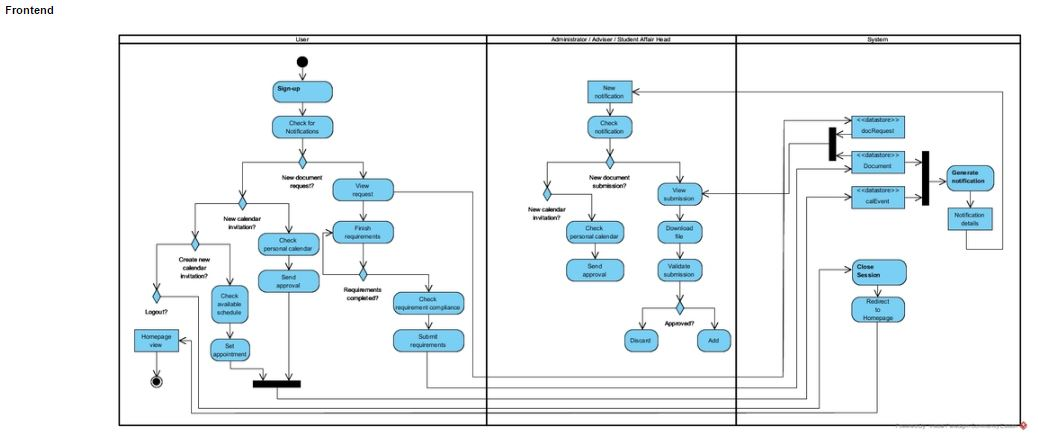 Frontend
User
Administrator / Adviser / Student Affair Head
System
Sign-up
Check for
Notifications
New document
request?
View
request
New calendar
invitation?
Finish
requirements
Check
personal calendar
Create new
calendar
invitation?
Send
approval
Requirements
completed?
Check
available
schedule
Check
requirement compliance
Logout?
Homepage
view
Set
appointment
Submit
requirements
New
notification
Check
notification
New document
submission?
View
submission
New calendar
invitation?
Check
personal calendar
Download
file
Send
approval
Validate
submission
Approved?
Discard
Add
<<datastore>>
docRequest
<<datastore>>
Document
<<datastore>>
calEvent
Generate
notification
Notification
details
Close
Session
Redirect
to
Homepage